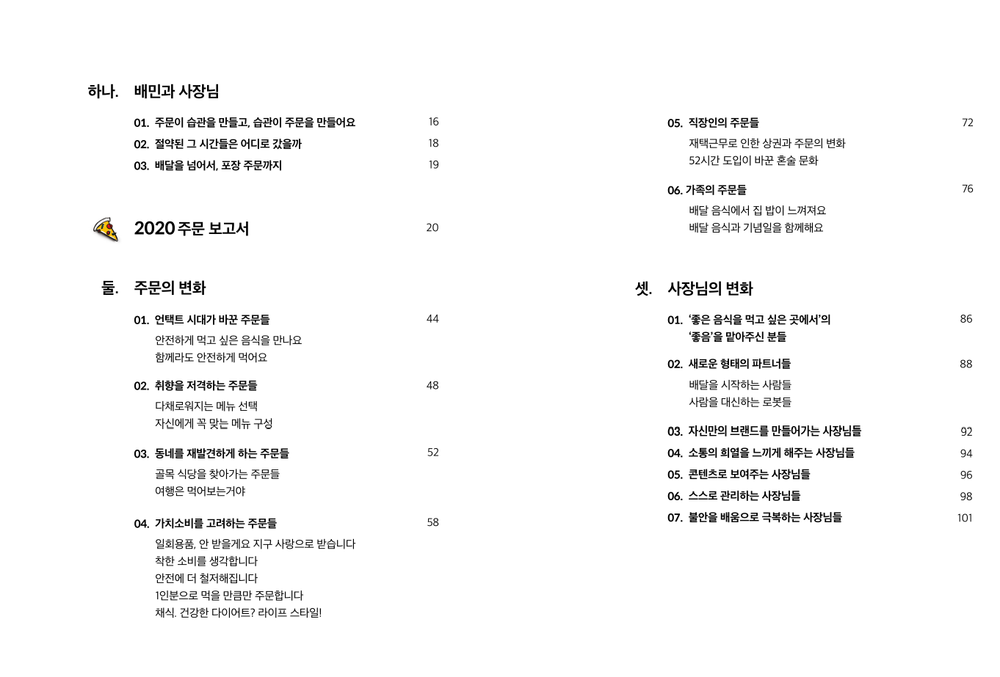 하나. 배민과 사장님
01. 주문이 습관을 만들고, 습관이 주문을 만들어요 16
02. 절약된 그 시간들은 어디로 갔을까 18
03. 배달을 넘어서, 포장 주문까지 19
2020 주문 보고서 20
둘. 주문의 변화
01. 언택트 시대가 바꾼 주문들 44
안전하게 먹고 싶은 음식을 만나요
함께라도 안전하게 먹어요
02. 취향을 저격하는 주문들 48
다채로워지는 메뉴 선택
자신에게 꼭 맞는 메뉴 구성
03. 동네를 재발견하게 하는 주문들 52
골목 식당을 찾아가는 주문들
여행은 먹어보는거야
04. 가치소비를 고려하는 주문들 58
일회용품, 안 받을게요 지구 사랑으로 받습니다
착한 소비를 생각합니다
안전에 더 철저해집니다
1인분으로 먹을 만큼만 주문합니다
채식. 건강한 다이어트? 라이프 스타일!
05. 직장인의 주문들 72
재택근무로 인한 상권과 주문의 변화
52시간 도입이 바꾼 혼술 문화
06. 가족의 주문들 76
배달 음식에서 집 밥이 느껴져요
배달 음식과 기념일을 함께해요
셋. 사장님의 변화
01. ‘좋은 음식을 먹고 싶은 곳에서’의 86
‘좋음’을 맡아주신 분들
02. 새로운 형태의 파트너들 88
배달을 시작하는 사람들
사람을 대신하는 로봇들
03. 자신만의 브랜드를 만들어가는 사장님들 92
04. 소통의 희열을 느끼게 해주는 사장님들 94
05. 콘텐츠로 보여주는 사장님들 96
06. 스스로 관리하는 사장님들 98
07. 불안을 배움으로 극복하는 사장님들 101